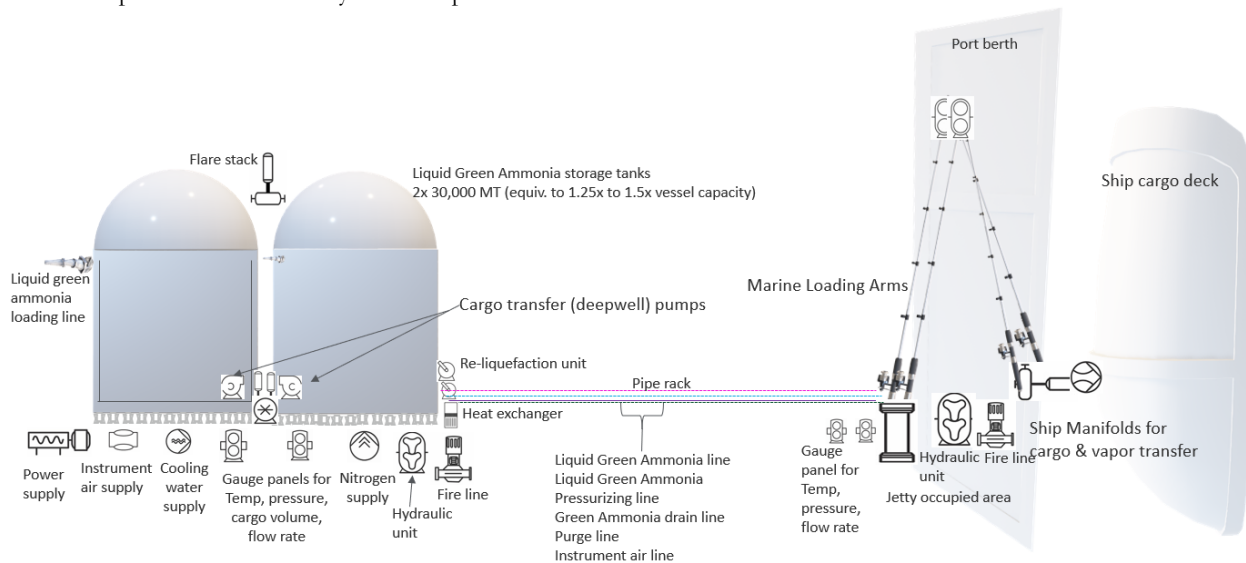 Port berth
Flare stack
Liquid Green Ammonia storage tanks
2x 30,000 MT (equiv. to 1.25x to 1.5x vessel capacity)
Ship cargo deck
Liquid green
ammonia
loading line
Marine Loading Arms
Cargo transfer (deepwell) pumps
Re-liquefaction unit
Pipe rack
Heat exchanger
Power
supply
Instrument
air supply
Cooling
water
supply
Gauge panels for
Temp, pressure,
cargo volume,
flow rate
Nitrogen
supply
Hydraulic
unit
Fire line
Liquid Green Ammonia line
Liquid Green Ammonia
Pressurizing line
Green Ammonia drain line
Purge line
Instrument air line
Gauge
panel for
Temp,
pressure,
flow rate
Hydraulic
unit
Fire line
Jetty occupied area
Ship Manifolds for
cargo & vapor transfer